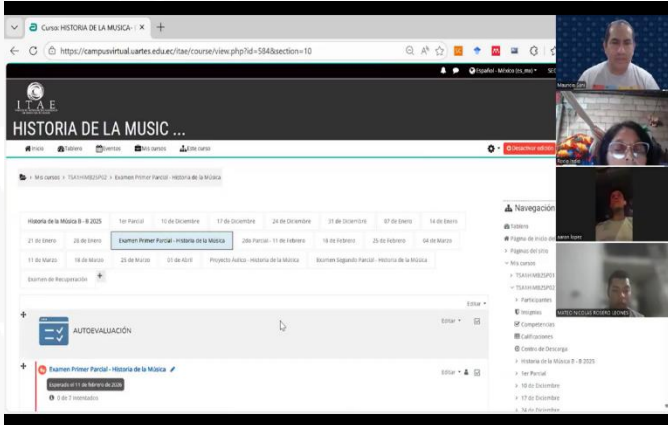 Curso: HISTORIA DE LA MUSICA-
https://campusvirtual.uartes.edu.ec/itae/course/view.php?id=584&section=10
Español - México (es_mx)
ITAE
HISTORIA DE LA MUSIC ...
Inicio Tablero Eventos Mis cursos Este curso
Desactivar edición
Mis cursos > Examen Primer Parcial - Historia de la Música
Historia de la Música B - B 2025 1er Parcial 10 de Diciembre 17 de Diciembre 24 de Diciembre 31 de Diciembre 07 de Enero 14 de Enero
21 de Enero 28 de Enero Examen Primer Parcial - Historia de la Música 2do Parcial - 11 de Febrero 18 de Febrero 25 de Febrero 04 de Marzo
11 de Marzo 18 de Marzo 25 de Marzo 01 de Abril Proyecto Áulico - Historia de la Música Examen Segundo Parcial - Historia de la Música
Examen de Recuperación
Editar
AUTOEVALUACIÓN
Editar
Examen Primer Parcial - Historia de la Música
Editar
Esperado el 11 de febrero de 2026
0 de 7 intentados
Navegación
Tablero
Página de inicio de
Páginas del sitio
Mis cursos
Participantes
Insignias
Competencias
Calificaciones
Centro de Descarga
Historia de la Música B - B 2025
1er Parcial
10 de Diciembre
17 de Diciembre
24 de Diciembre
MATEO NICOLAS ROSERO LEONES